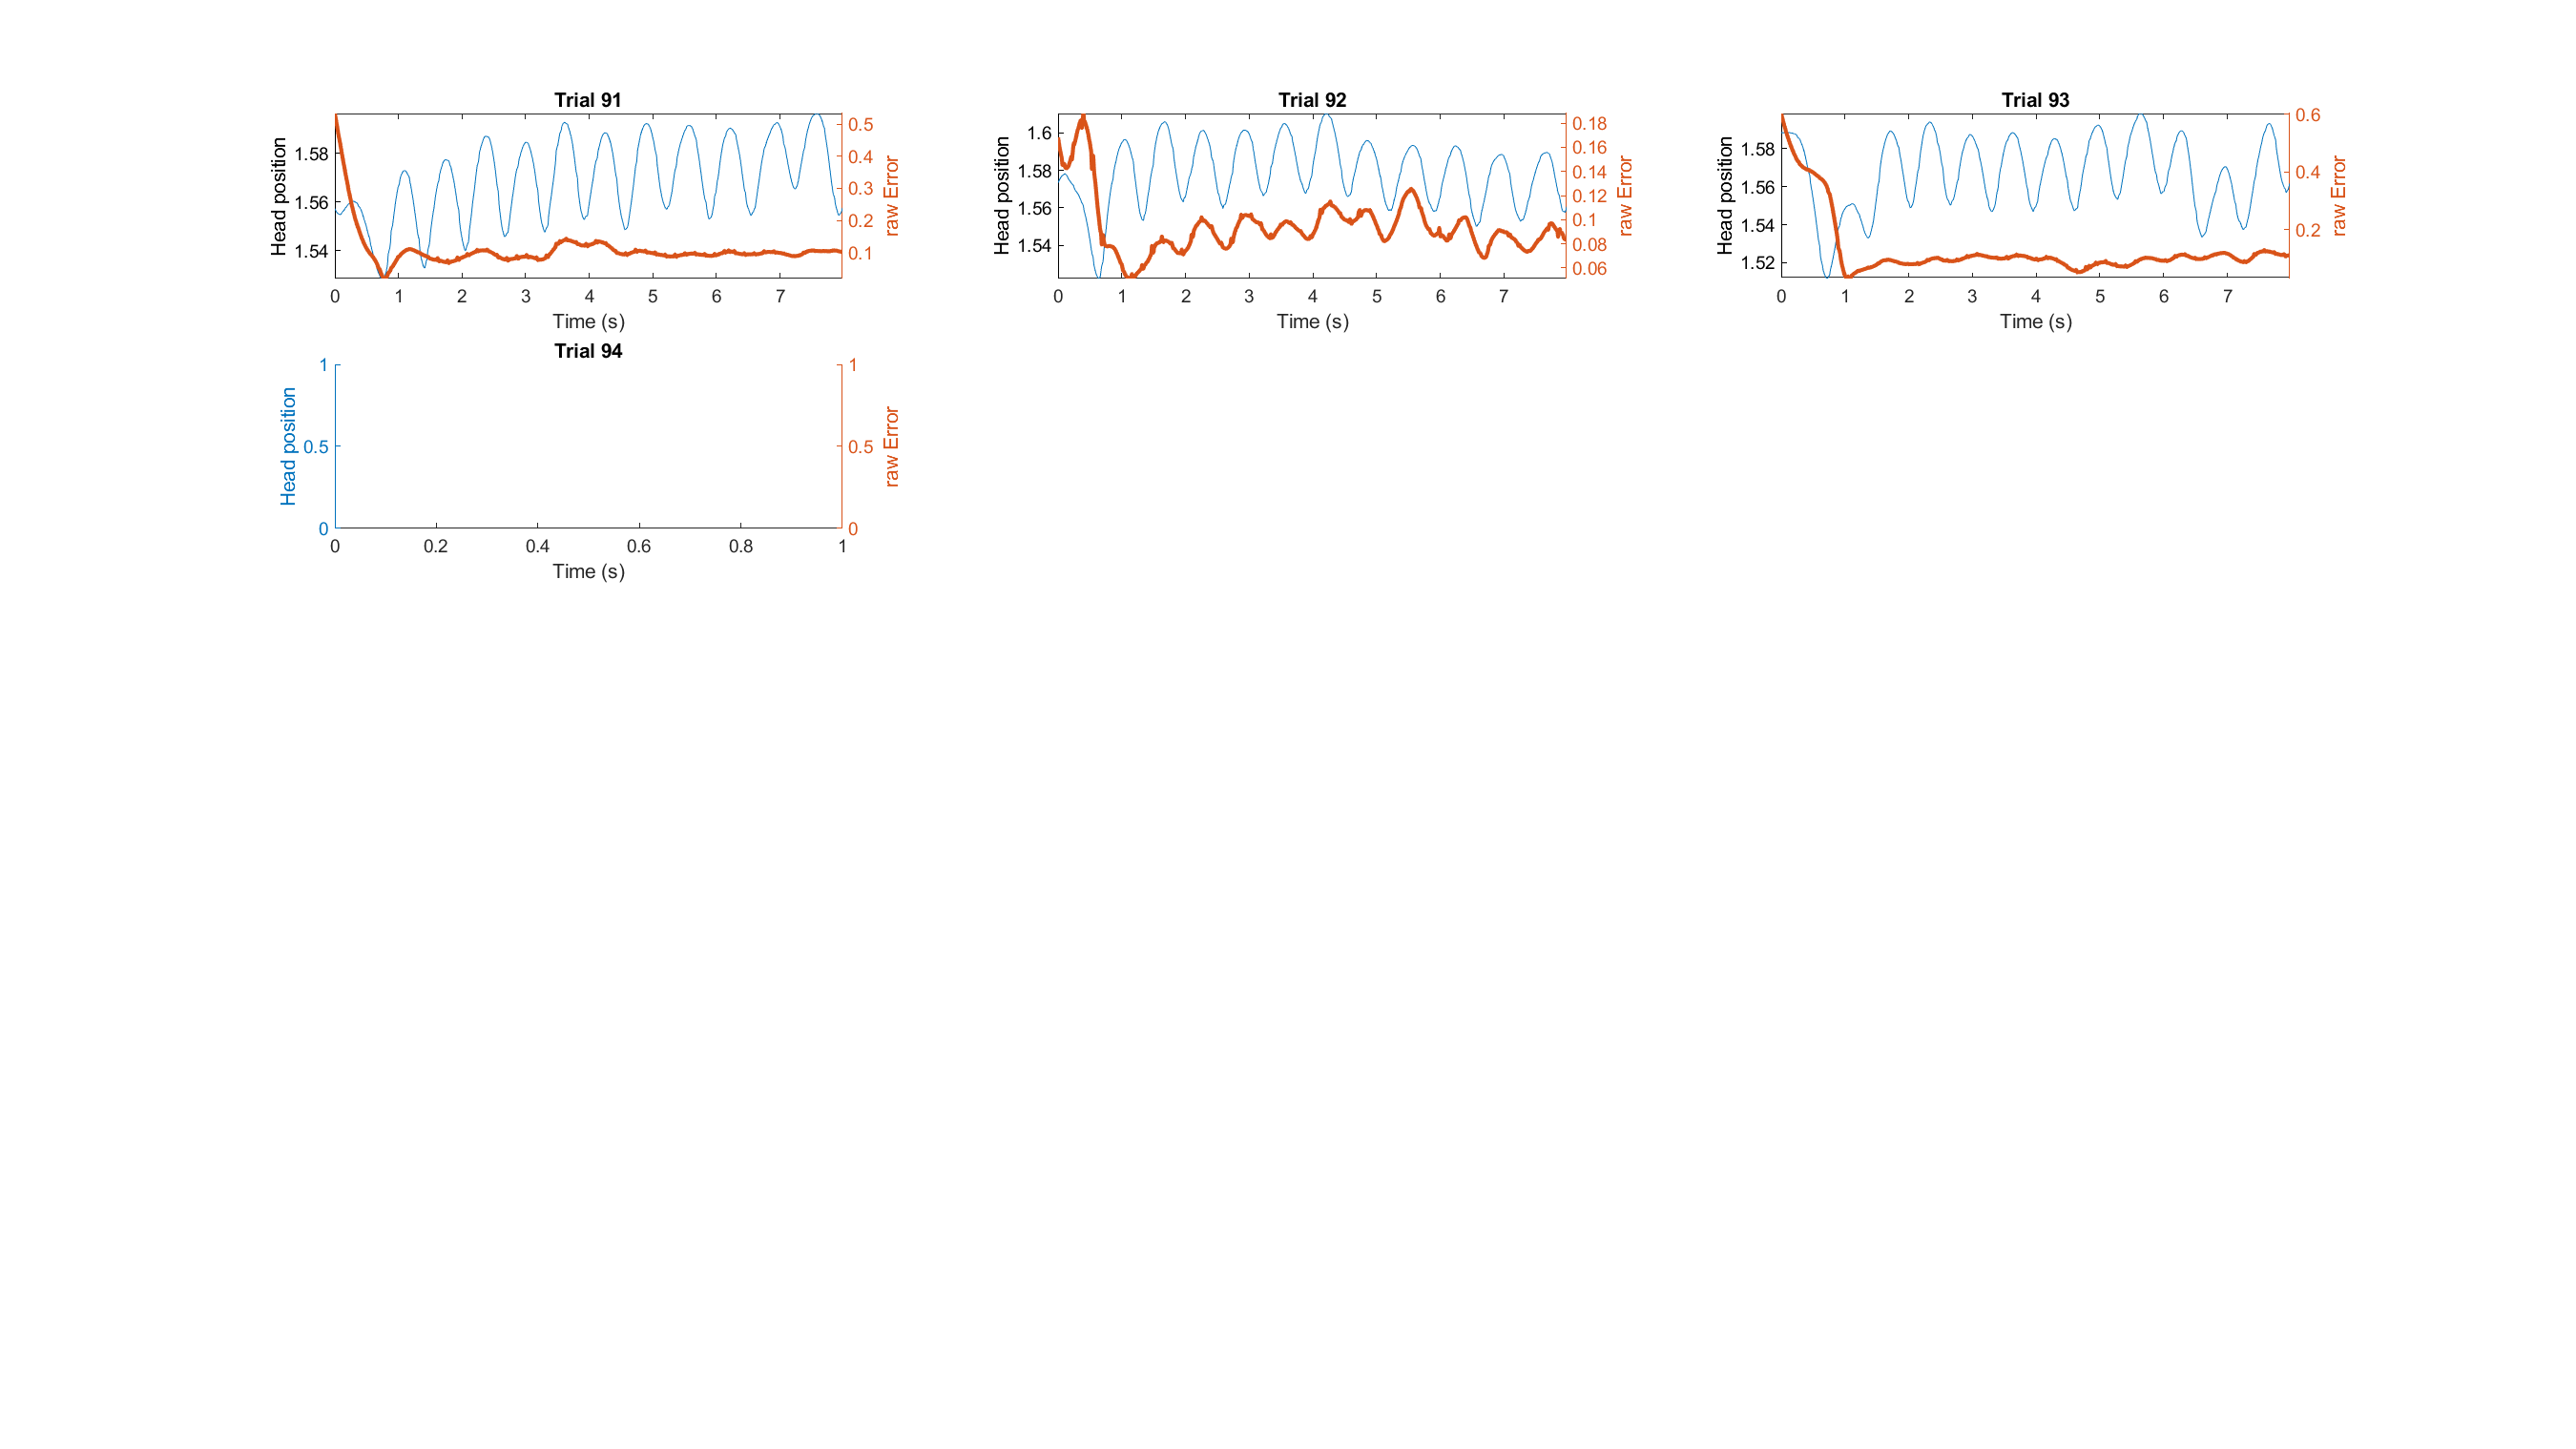 Trial 91
Head position
1.58
1.56
1.54
0.5
0.4
0.3
0.2
0.1
raw Error
0 1 2 3 4 5 6 7
Time (s)
Trial 92
Head position
1.6
1.58
1.56
1.54
0.18
0.16
0.14
0.12
0.1
0.08
0.06
raw Error
0 1 2 3 4 5 6 7
Time (s)
Trial 93
Head position
1.58
1.56
1.54
1.52
0.6
0.4
0.2
raw Error
0 1 2 3 4 5 6 7
Time (s)
Trial 94
Head position
1
0.5
0
1
0.5
0
raw Error
0 0.2 0.4 0.6 0.8 1
Time (s)